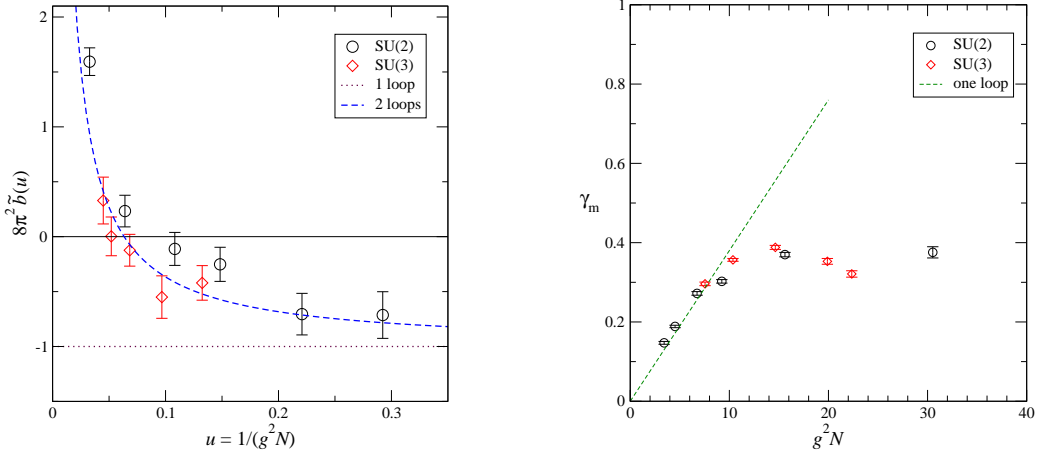 2
1
0
-1
0
0.1
0.2
0.3
8π² b̃(u)
u = 1/(g²N)
SU(2)
SU(3)
1 loop
2 loops
1
0.8
0.6
0.4
0.2
0
0
10
20
30
40
γm
g²N
SU(2)
SU(3)
one loop